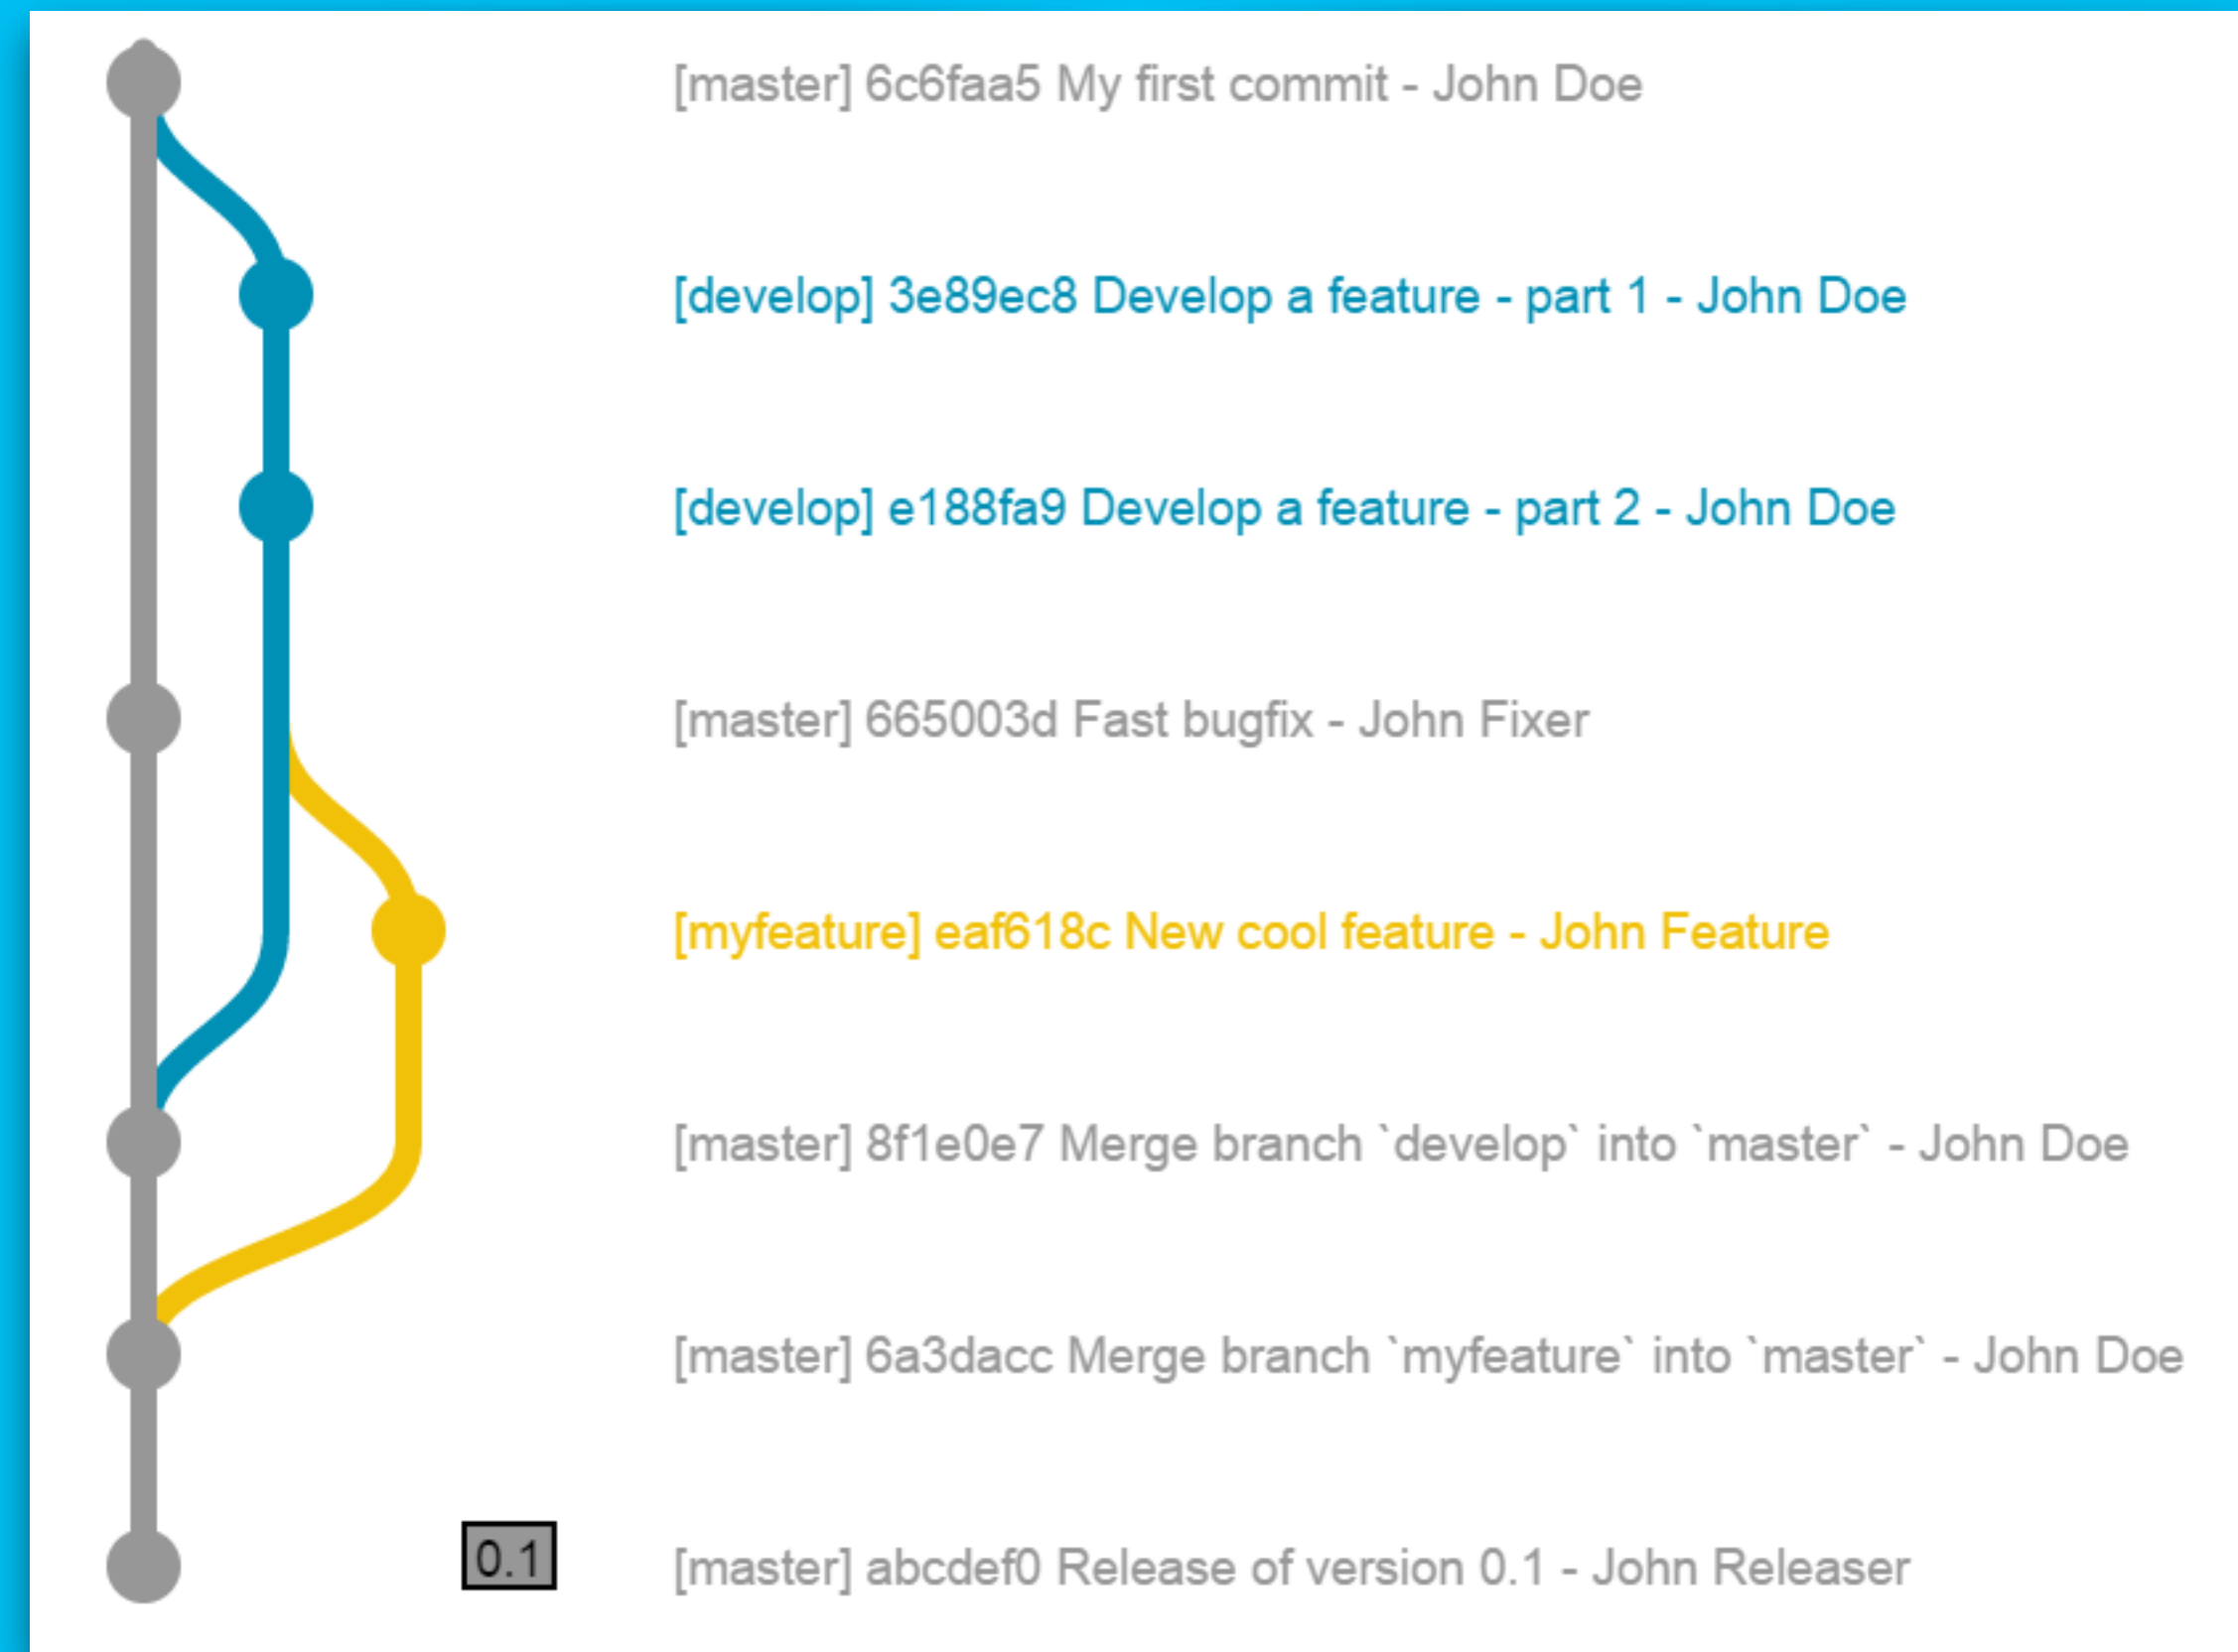 [master] 6c6faa5 My first commit - John Doe
[develop] 3e89ec8 Develop a feature - part 1 - John Doe
[develop] e188fa9 Develop a feature - part 2 - John Doe
[master] 665003d Fast bugfix - John Fixer
[myfeature] eaf618c New cool feature - John Feature
[master] 8f1e0e7 Merge branch `develop` into `master` - John Doe
[master] 6a3dacc Merge branch `myfeature` into `master` - John Doe
0.1 [master] abcdef0 Release of version 0.1 - John Releaser